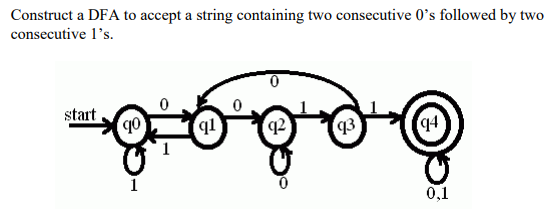 Construct a DFA to accept a string containing two consecutive 0’s followed by two
consecutive 1’s.
0
start 0 0 1 1
q0 q1 q2 q3 q4
1
1 0 0,1